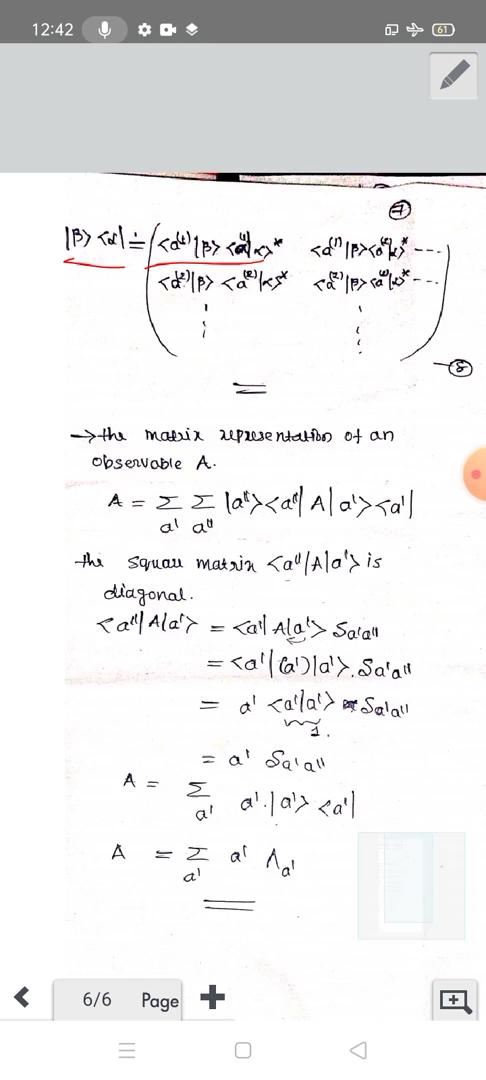 12:42
61
7
|β> <α| ≐ ( <a⁽¹⁾|β> <a⁽¹⁾|α>* <a⁽¹⁾|β><a⁽²⁾|α>* ---
<a⁽²⁾|β> <a⁽²⁾|α>* <a⁽²⁾|β><a⁽²⁾|α>* --- )
— 8
→ the matrix representation of an
observable A.
A = Σ Σ |a''><a''| A | a'><a'|
a' a''
the square matrix <a''|A|a'> is
diagonal.
<a''|A|a'> = <a'| A|a'> δa'a''
= <a'| (a')|a'>. δa'a''
= a' <a'|a'> δa'a''
1.
= a' δa'a''
A = Σ a'.|a'> <a'|
a'
A = Σ a' Λa'
a'
6/6 Page